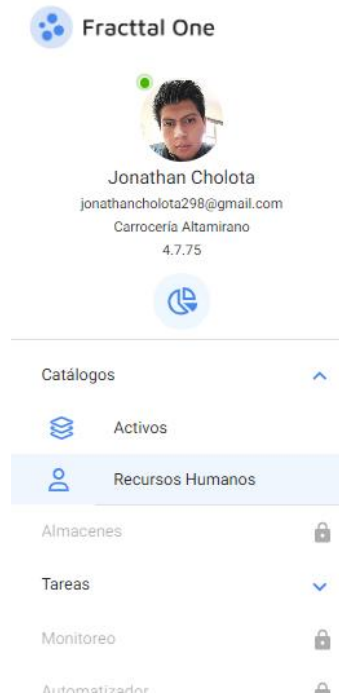 Fracttal One
Jonathan Cholota
jonathancholota298@gmail.com
Carrocería Altamirano
4.7.75
Catálogos
Activos
Recursos Humanos
Almacenes
Tareas
Monitoreo
Automatizador